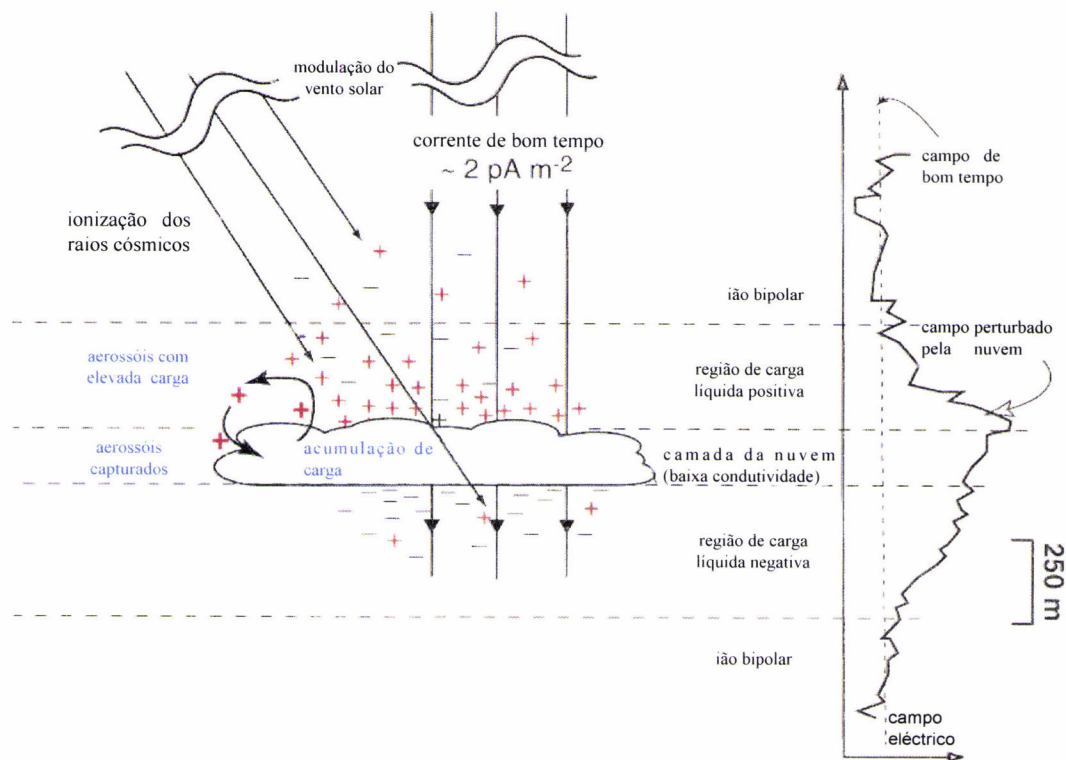 modulação do
vento solar
corrente de bom tempo
~ 2 pA m-2
campo de
bom tempo
ionização dos
raios cósmicos
ião bipolar
campo perturbado
pela nuvem
aerossóis com
elevada carga
região de carga
líquida positiva
aerossóis
capturados
acumulação de
carga
camada da nuvem
(baixa condutividade)
região de carga
líquida negativa
250 m
ião bipolar
campo
eléctrico